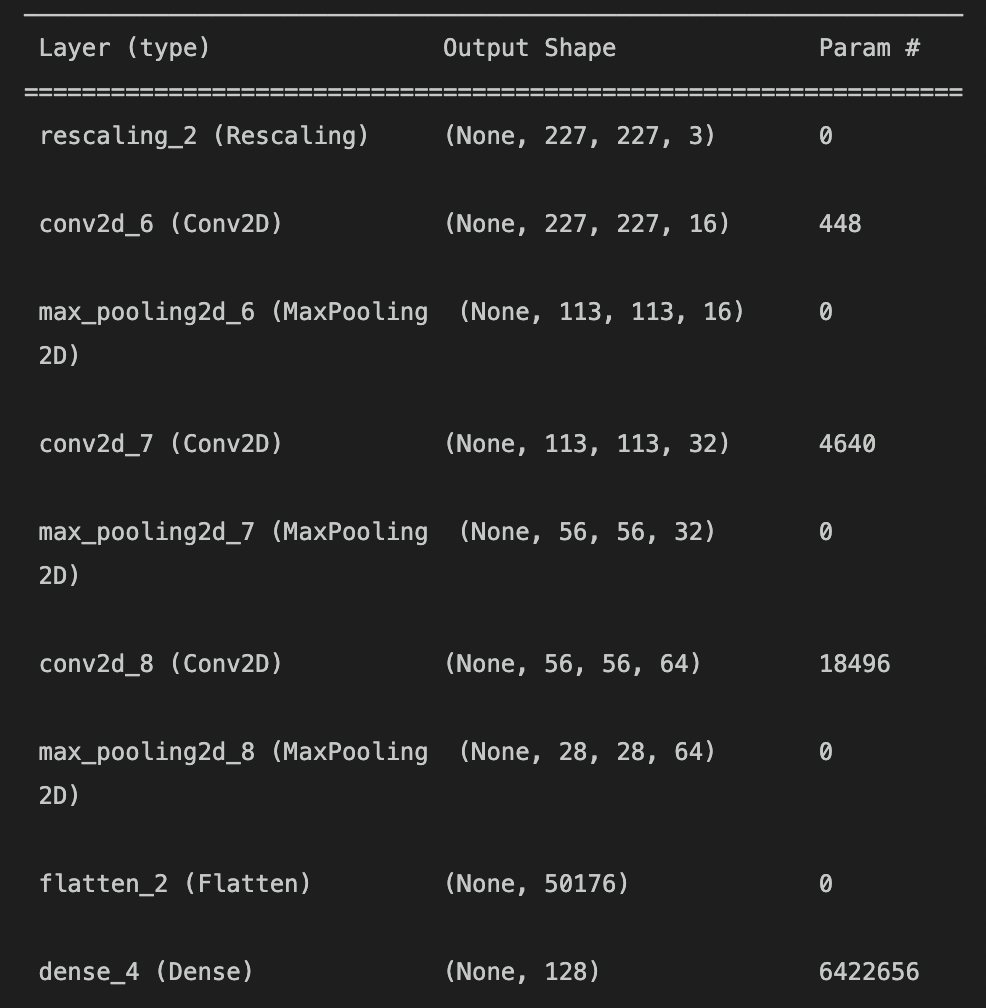 Layer (type) Output Shape Param #
=================================================================
rescaling_2 (Rescaling) (None, 227, 227, 3) 0
conv2d_6 (Conv2D) (None, 227, 227, 16) 448
max_pooling2d_6 (MaxPooling (None, 113, 113, 16) 0
2D)
conv2d_7 (Conv2D) (None, 113, 113, 32) 4640
max_pooling2d_7 (MaxPooling (None, 56, 56, 32) 0
2D)
conv2d_8 (Conv2D) (None, 56, 56, 64) 18496
max_pooling2d_8 (MaxPooling (None, 28, 28, 64) 0
2D)
flatten_2 (Flatten) (None, 50176) 0
dense_4 (Dense) (None, 128) 6422656